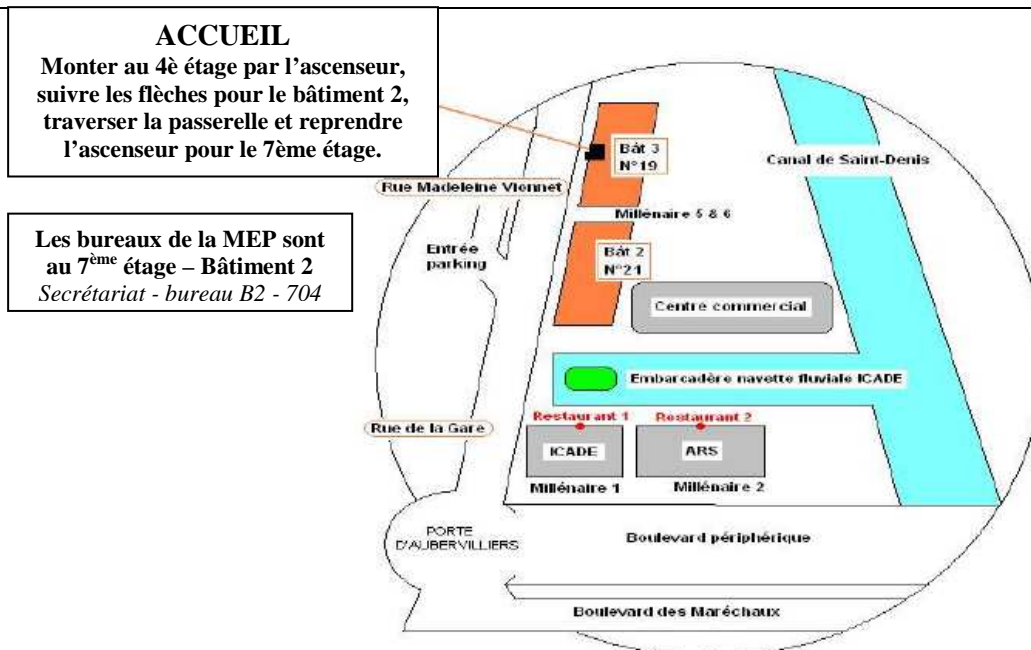 ACCUEIL
Monter au 4è étage par l'ascenseur,
suivre les flèches pour le bâtiment 2,
traverser la passerelle et reprendre
l'ascenseur pour le 7ème étage.
Les bureaux de la MEP sont
au 7ème étage – Bâtiment 2
Secrétariat - bureau B2 - 704
Bât 3
N°19
Canal de Saint-Denis
Rue Madeleine Vionnet
Millénaire 5 & 6
Entrée
parking
Bât 2
N°21
Centre commercial
Embarcadère navette fluviale ICADE
Restaurant 1
Restaurant 2
Rue de la Gare
ICADE
ARS
Millénaire 1
Millénaire 2
PORTE
D'AUBERVILLIERS
Boulevard périphérique
Boulevard des Maréchaux